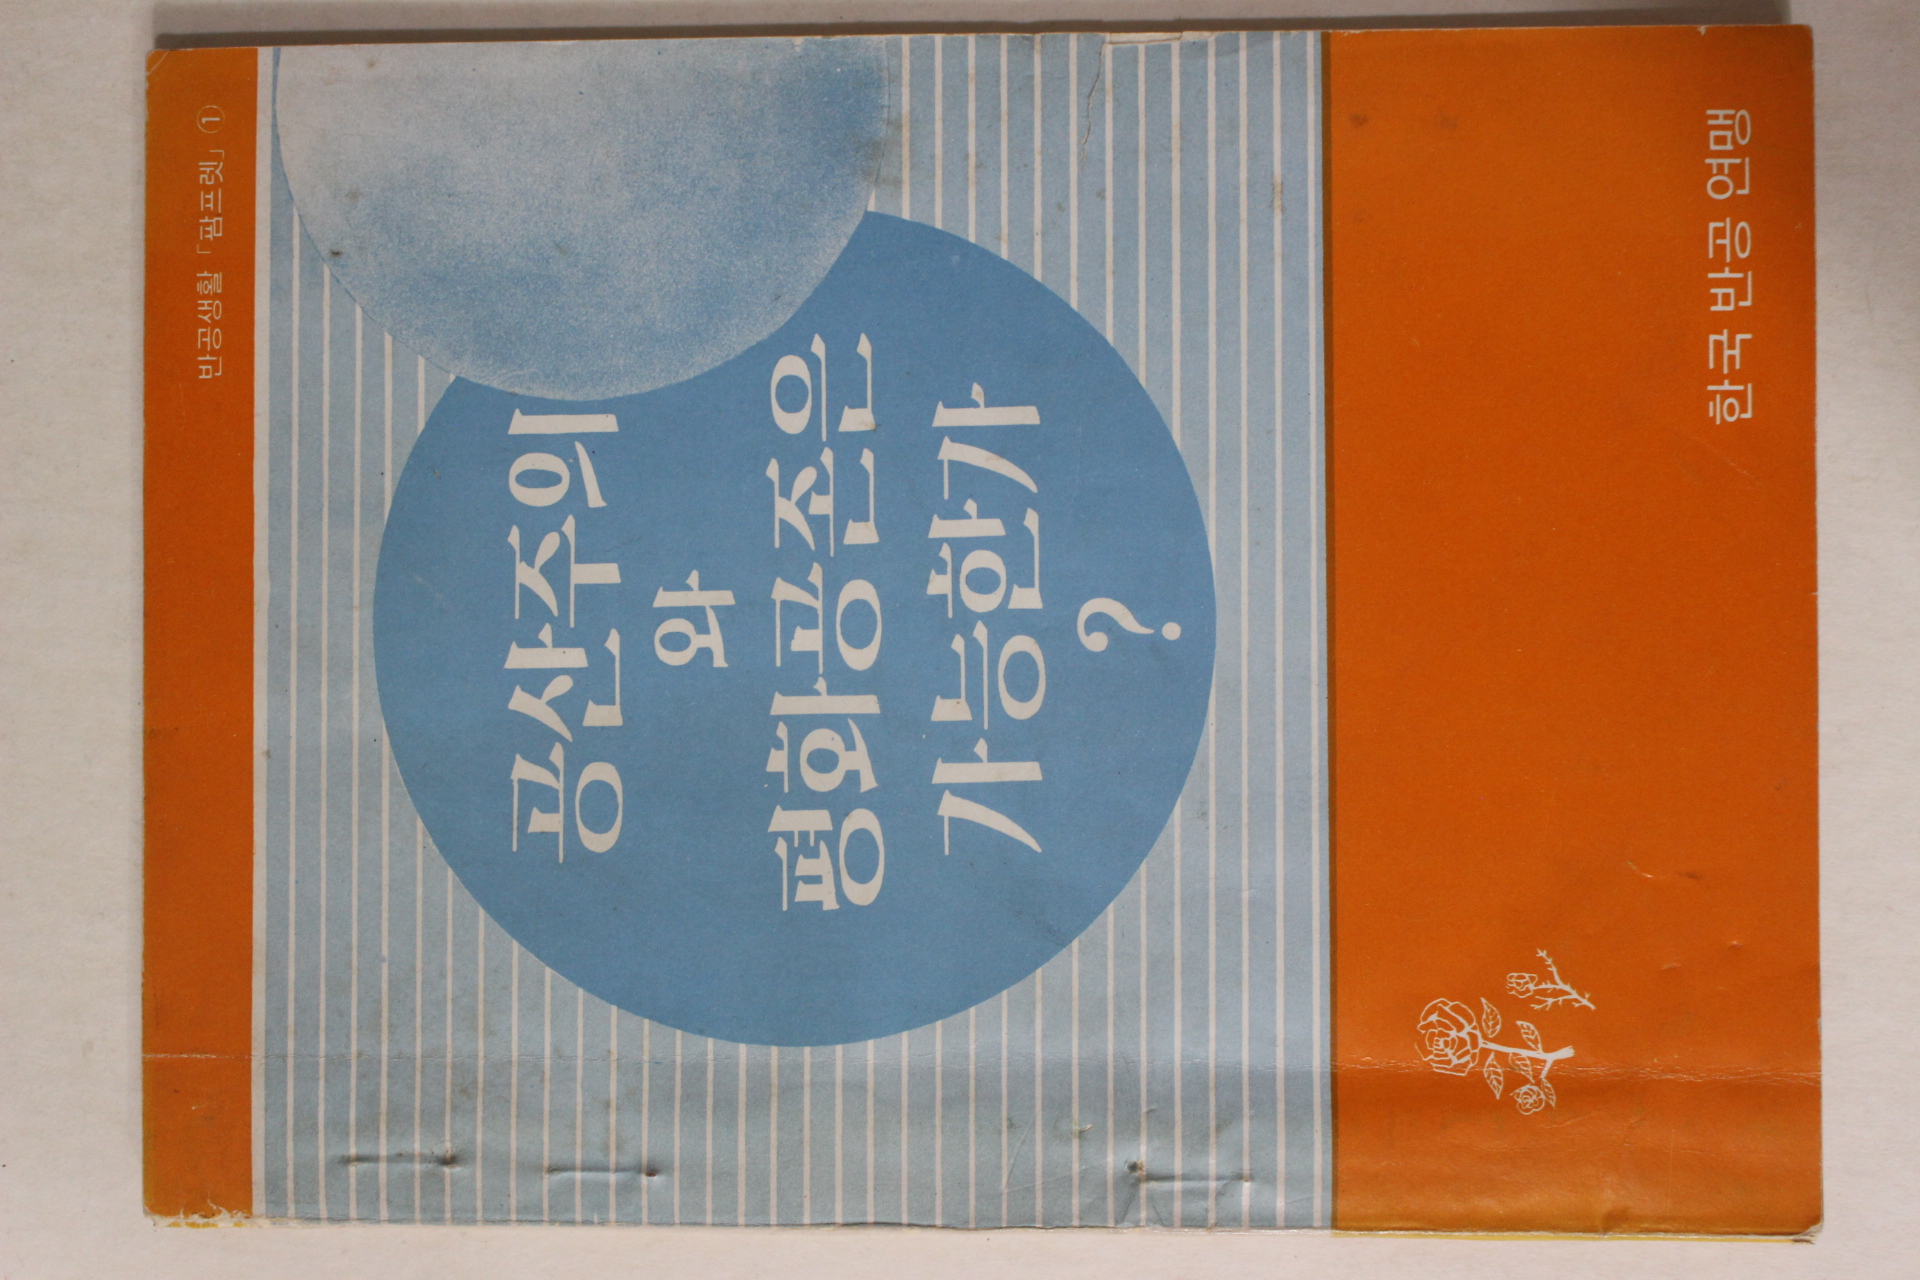 반공생활「팜프렛」①
공산주의
와
평화공존은
가능한가
?
한국반공연맹